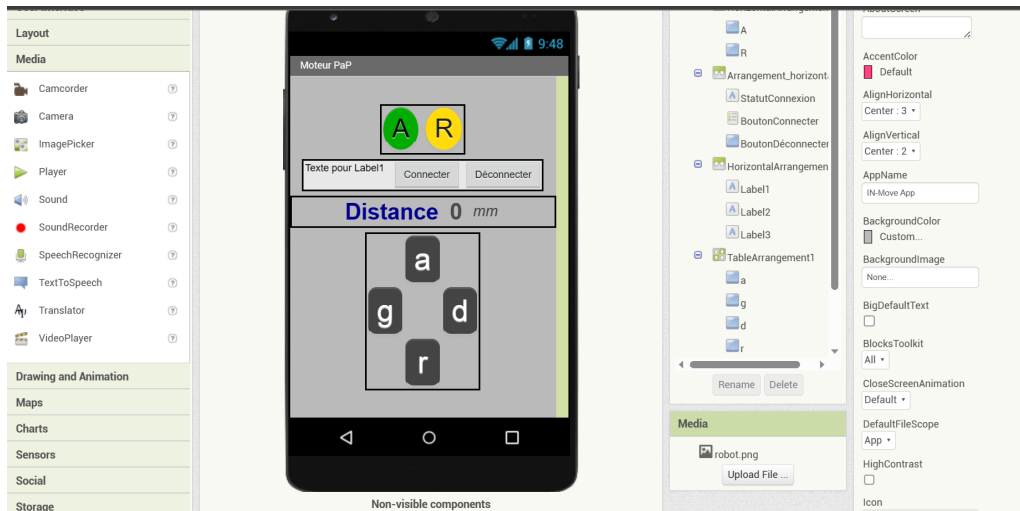 Layout
Media
Camcorder
Camera
ImagePicker
Player
Sound
SoundRecorder
SpeechRecognizer
TextToSpeech
Translator
VideoPlayer
Drawing and Animation
Maps
Charts
Sensors
Social
Storage
9:48
Moteur PaP
A R
Texte pour Label1 Connecter Déconnecter
Distance 0 mm
a
g d
r
Non-visible components
A
R
Arrangement_horizont
StatutConnexion
BoutonConnecter
BoutonDéconnecter
HorizontalArrangemen
Label1
Label2
Label3
TableArrangement1
a
g
d
r
Rename Delete
Media
robot.png
Upload File ...
AccentColor
Default
AlignHorizontal
Center : 3
AlignVertical
Center : 2
AppName
IN-Move App
BackgroundColor
Custom...
BackgroundImage
None...
BigDefaultText
BlocksToolkit
All
CloseScreenAnimation
Default
DefaultFileScope
App
HighContrast
Icon